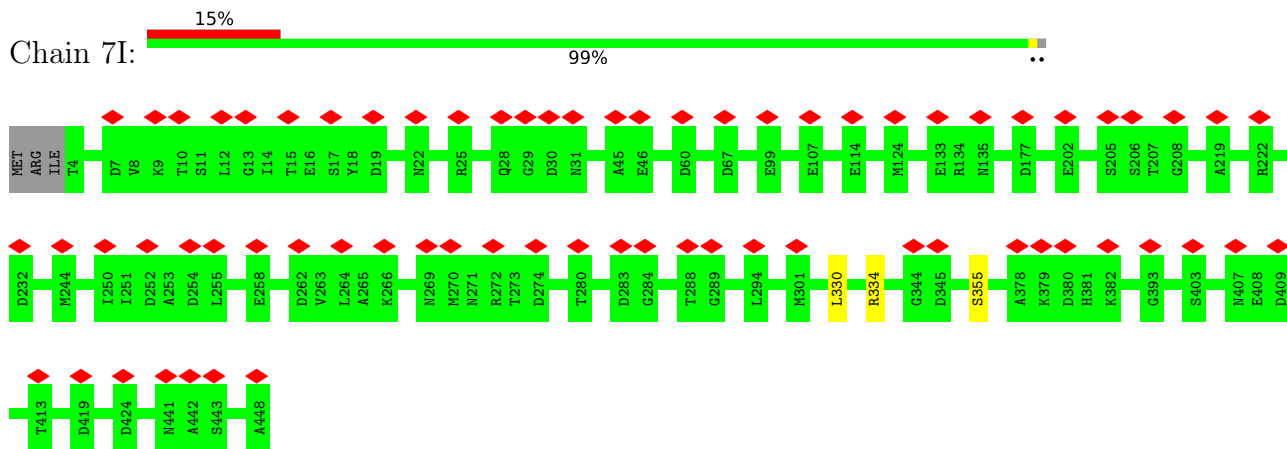 15%
Chain 7I:
99%
••
MET ARG ILE T4 D7 V8 K9 T10 S11 L12 G13 I14 T15 E16 S17 Y18 D19 N22 R25 Q28 G29 D30 N31 A45 E46 D60 D67 E99 E107 E114 M124 E133 R134 N135 D177 E202 S205 S206 T207 G208 A219 R222
D232 M244 I250 I251 D252 A253 D254 L255 E258 D262 V263 L264 A265 K266 N269 M270 N271 R272 T273 D274 T280 D283 G284 T288 G289 L294 M301 L330 R334 G344 D345 S355 A378 K379 D380 H381 K382 G393 S403 N407 E408 D409
T413 D419 D424 N441 A442 S443 A448